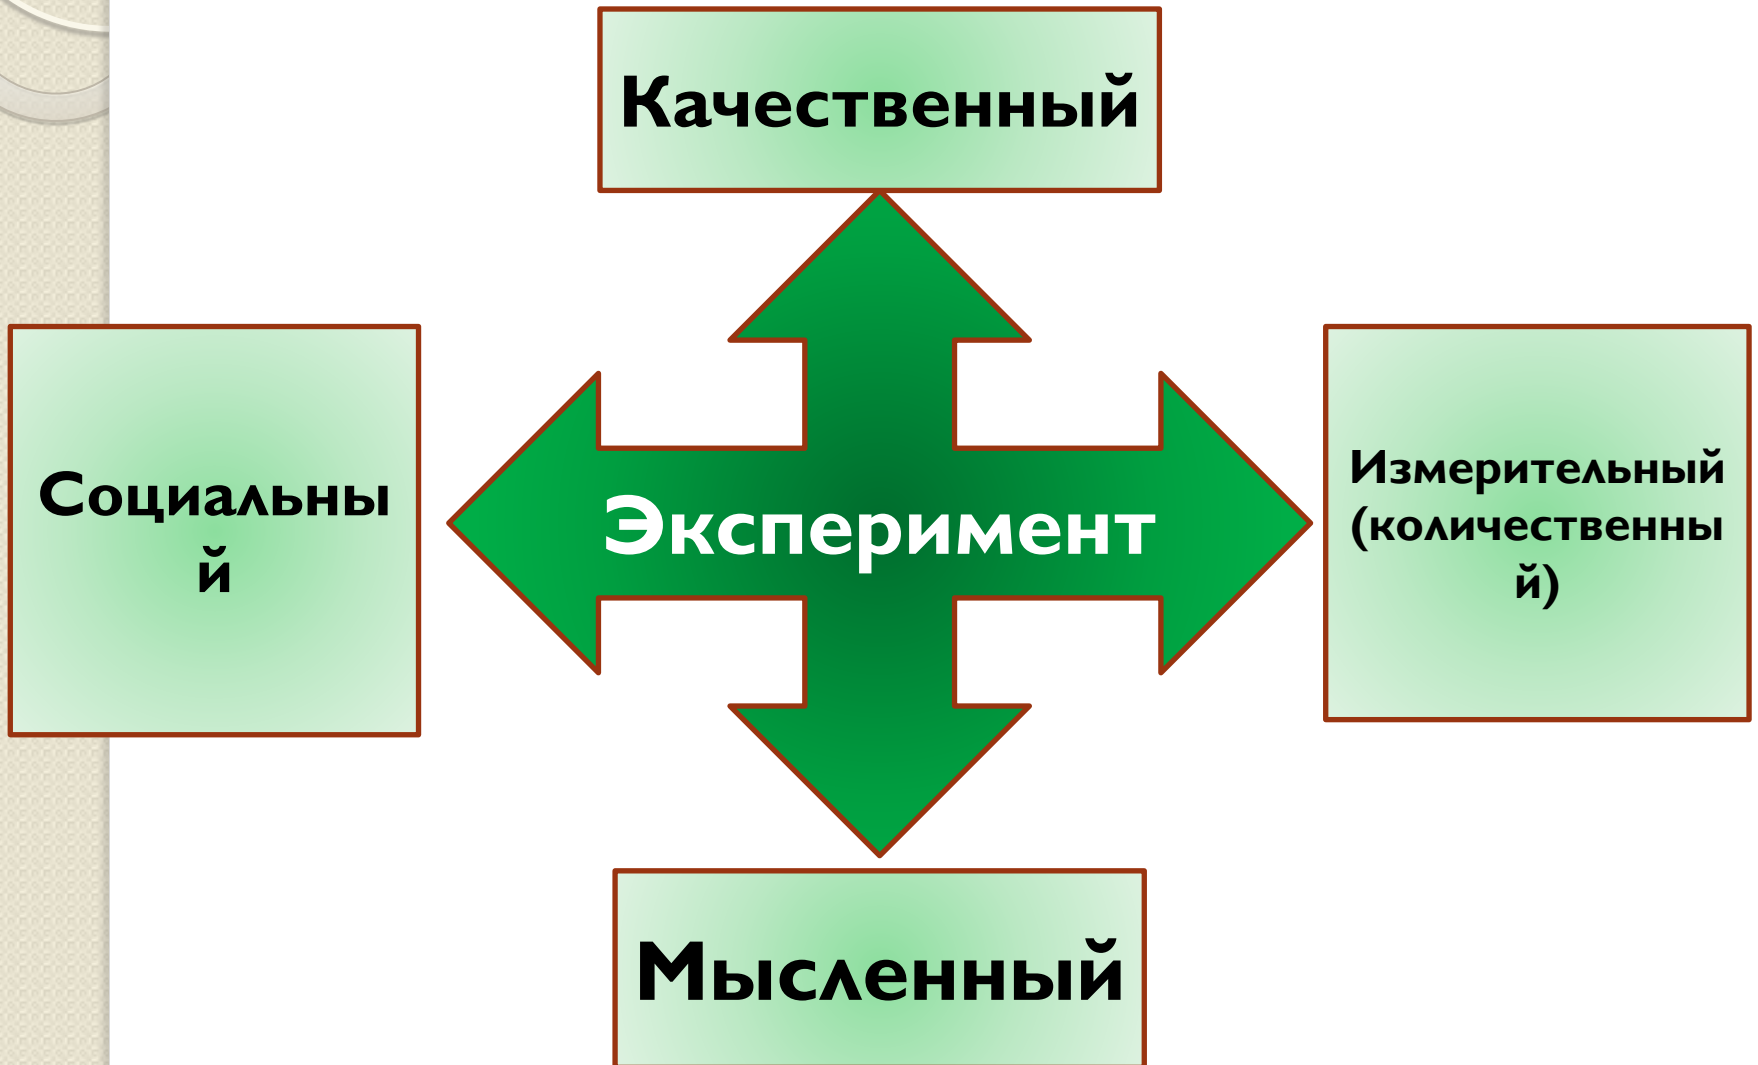 Качественный
Социальны
й
Эксперимент
Измерительный
(количественны
й)
Мысленный